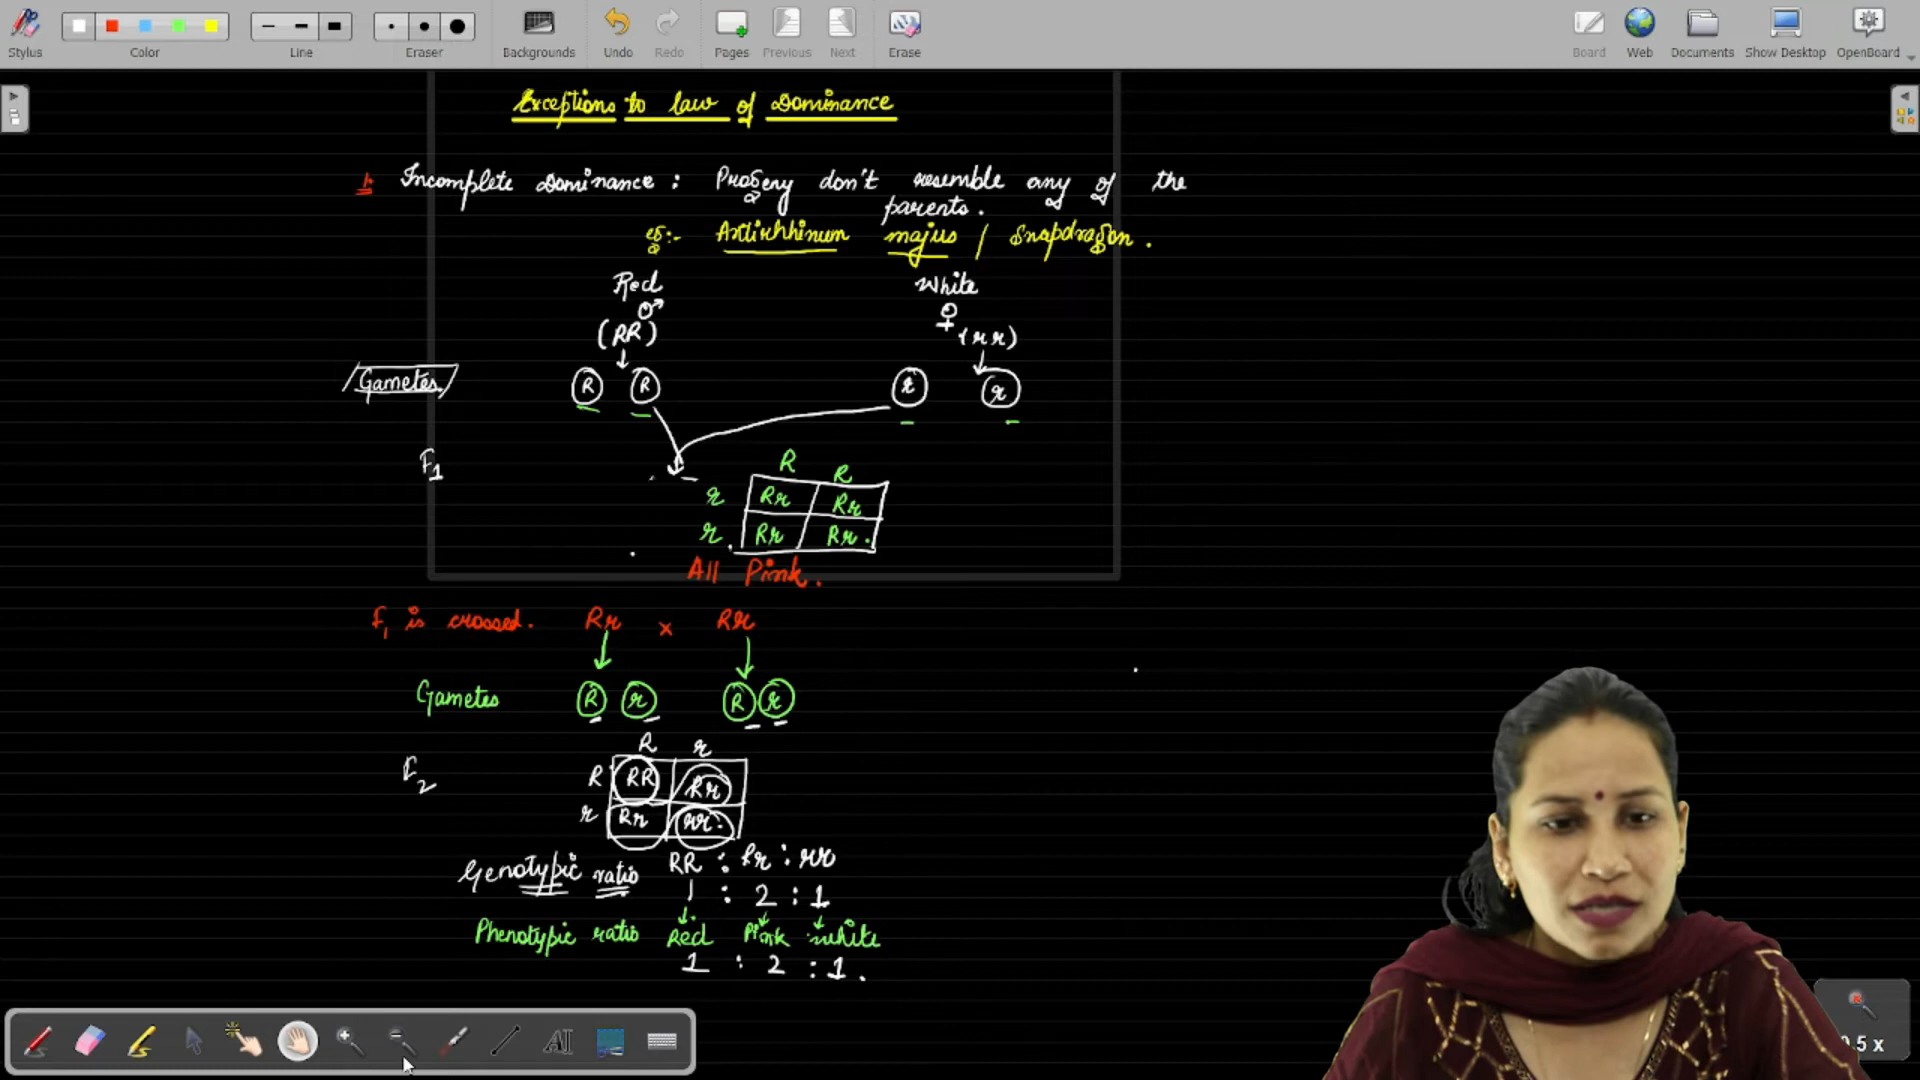 Stylus Color Line Eraser Backgrounds Undo Redo Pages Previous Next Erase Board Web Documents Show Desktop OpenBoard
Exceptions to law of Dominance
1. Incomplete Dominance : Progeny don't resemble any of the
parents.
eg:- Antirrhinum majus / Snapdragon.
Red White
♂ ♀
(RR) (rr)
Gametes R R r r
F1
R R
r Rr Rr
r Rr Rr
All Pink.
F1 is crossed. Rr x Rr
Gametes R r R r
R r
F2 R RR Rr
r Rr rr
Genotypic ratio RR : Rr : rr
1 : 2 : 1
Phenotypic ratio Red Pink : white
1 : 2 : 1.
AI